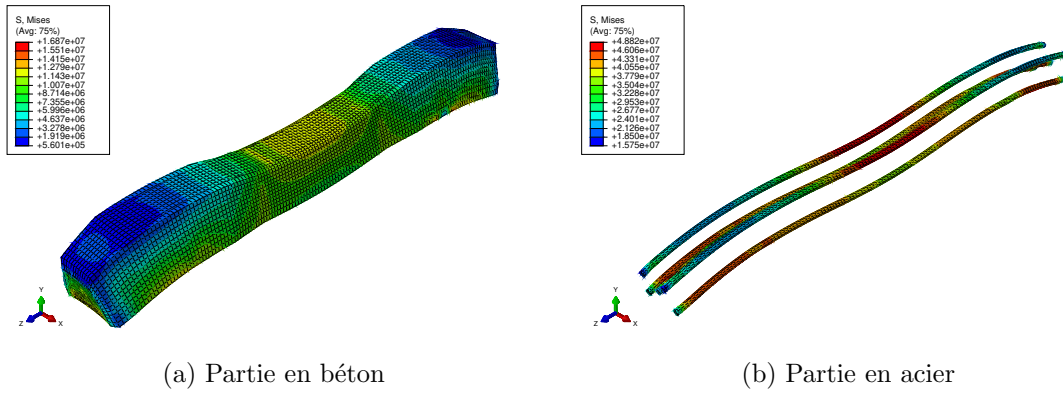 S, Mises
(Avg: 75%)
+1.687e+07
+1.551e+07
+1.415e+07
+1.279e+07
+1.143e+07
+1.007e+07
+8.714e+06
+7.355e+06
+5.996e+06
+4.637e+06
+3.278e+06
+1.919e+06
+5.601e+05
Y
Z
X
(a) Partie en béton
S, Mises
(Avg: 75%)
+4.882e+07
+4.606e+07
+4.331e+07
+4.055e+07
+3.779e+07
+3.504e+07
+3.228e+07
+2.953e+07
+2.677e+07
+2.401e+07
+2.126e+07
+1.850e+07
+1.575e+07
Y
Z
X
(b) Partie en acier